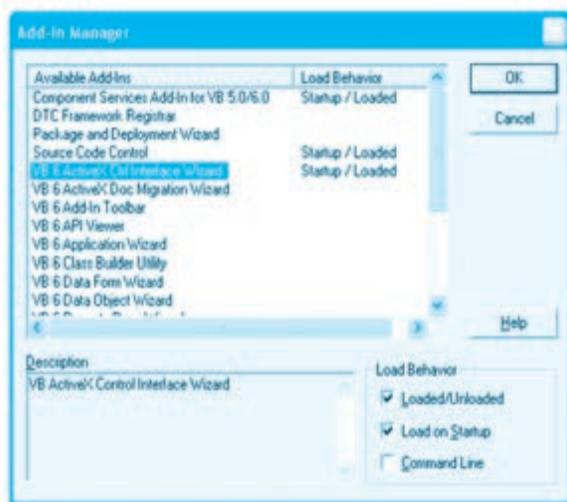 Add-In Manager
Available Add-Ins Load Behavior
Component Services Add-In for VB 5.0/6.0 Startup / Loaded
DTC Framework Registrar
Package and Deployment Wizard
Source Code Control Startup / Loaded
VB 6 ActiveX Ctrl Interface Wizard Startup / Loaded
VB 6 ActiveX Doc Migration Wizard
VB 6 Add-In Toolbar
VB 6 API Viewer
VB 6 Application Wizard
VB 6 Class Builder Utility
VB 6 Data Form Wizard
VB 6 Data Object Wizard
OK
Cancel
Help
Description
VB ActiveX Control Interface Wizard
Load Behavior
Loaded/Unloaded
Load on Startup
Command Line